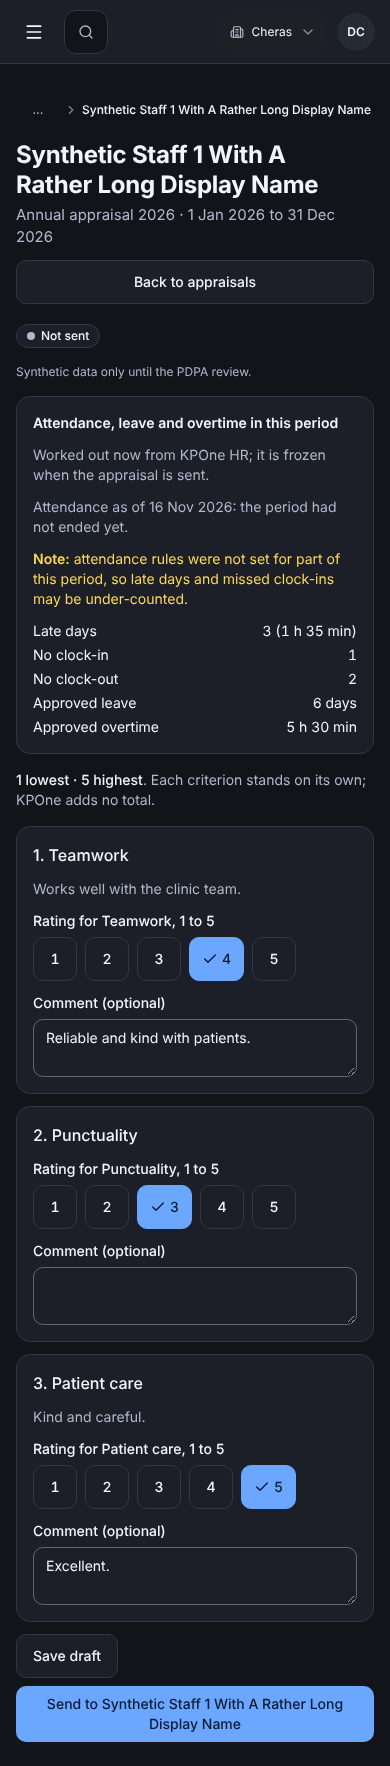 Cheras
DC
... > Synthetic Staff 1 With A Rather Long Display Name
Synthetic Staff 1 With A
Rather Long Display Name
Annual appraisal 2026 · 1 Jan 2026 to 31 Dec
2026
Back to appraisals
Not sent
Synthetic data only until the PDPA review.
Attendance, leave and overtime in this period
Worked out now from KPOne HR; it is frozen
when the appraisal is sent.
Attendance as of 16 Nov 2026: the period had
not ended yet.
Note: attendance rules were not set for part of
this period, so late days and missed clock-ins
may be under-counted.
Late days 3 (1 h 35 min)
No clock-in 1
No clock-out 2
Approved leave 6 days
Approved overtime 5 h 30 min
1 lowest · 5 highest. Each criterion stands on its own;
KPOne adds no total.
1. Teamwork
Works well with the clinic team.
Rating for Teamwork, 1 to 5
1 2 3 ✓ 4 5
Comment (optional)
Reliable and kind with patients.
2. Punctuality
Rating for Punctuality, 1 to 5
1 2 ✓ 3 4 5
Comment (optional)
3. Patient care
Kind and careful.
Rating for Patient care, 1 to 5
1 2 3 4 ✓ 5
Comment (optional)
Excellent.
Save draft
Send to Synthetic Staff 1 With A Rather Long
Display Name